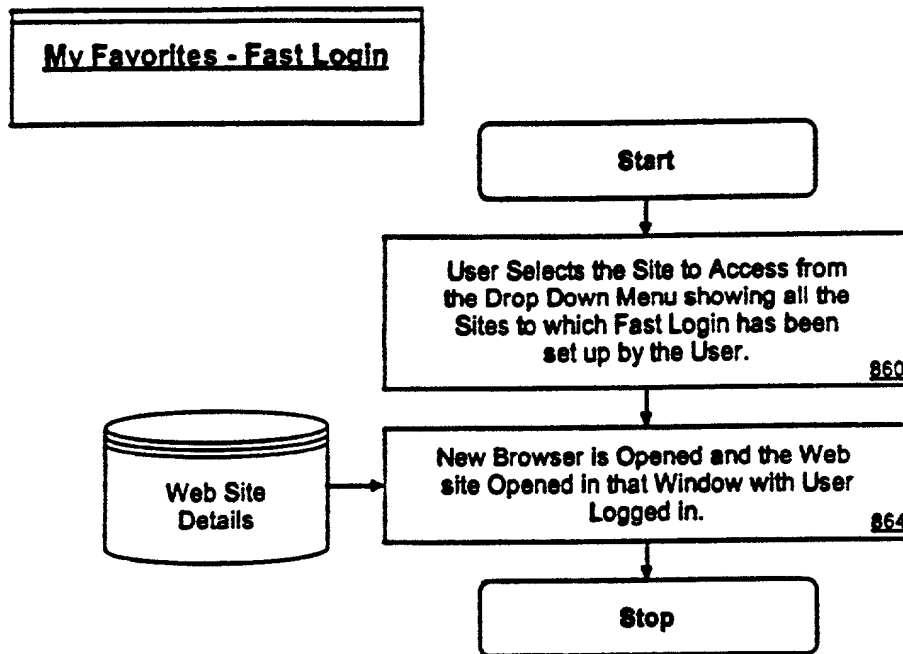 My Favorites - Fast Login
Start
User Selects the Site to Access from
the Drop Down Menu showing all the
Sites to which Fast Login has been
set up by the User.
860
New Browser is Opened and the Web
site Opened in that Window with User
Logged in.
864
Web Site
Details
Stop